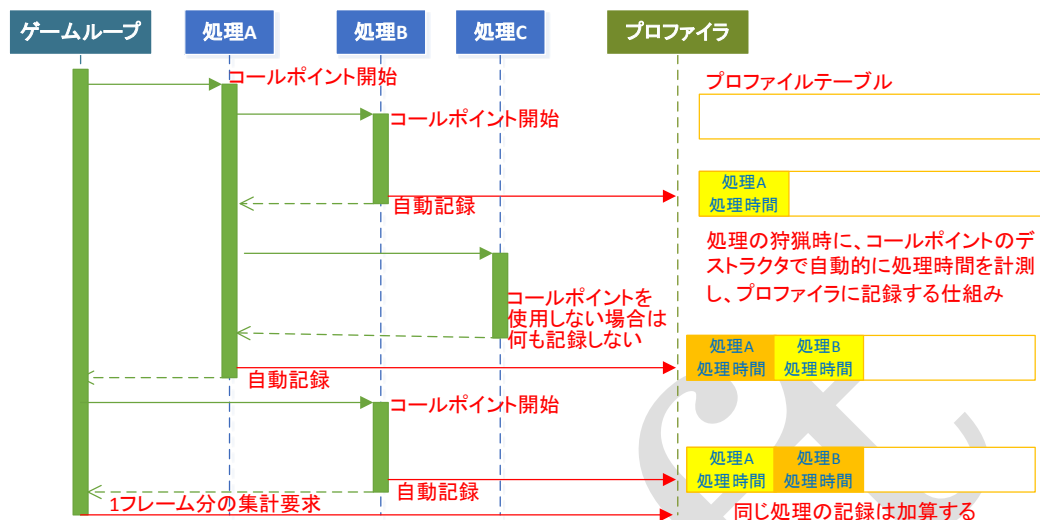 ゲームループ
処理A
処理B
処理C
プロファイラ
コールポイント開始
プロファイルテーブル
コールポイント開始
処理A
処理時間
自動記録
処理の狩猟時に、コールポイントのデ
ストラクタで自動的に処理時間を計測
し、プロファイラに記録する仕組み
コールポイントを
使用しない場合は
何も記録しない
処理A
処理時間
処理B
処理時間
自動記録
コールポイント開始
処理A
処理時間
処理B
処理時間
自動記録
1フレーム分の集計要求
同じ処理の記録は加算する